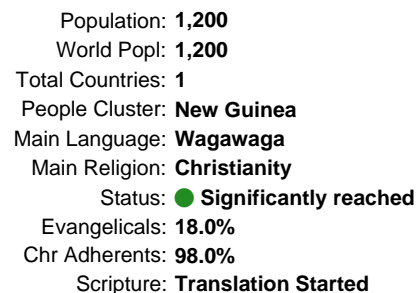 Population: 1,200
World Popl: 1,200
Total Countries: 1
People Cluster: New Guinea
Main Language: Wagawaga
Main Religion: Christianity
Status: Significantly reached
Evangelicals: 18.0%
Chr Adherents: 98.0%
Scripture: Translation Started